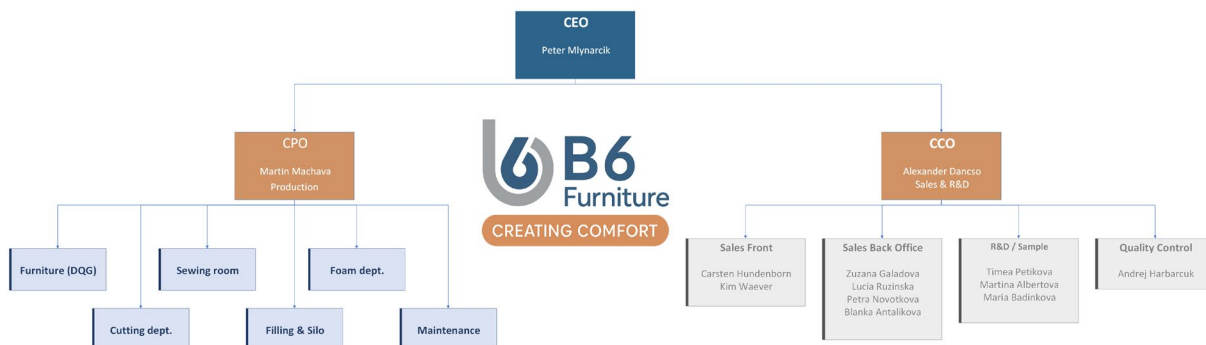 CEO
Peter Mlynarcik
CPO
Martin Machava
Production
B6
Furniture
CREATING COMFORT
CCO
Alexander Dancso
Sales & R&D
Furniture (DQG)
Sewing room
Foam dept.
Cutting dept.
Filling & Silo
Maintenance
Sales Front
Carsten Hundenborn
Kim Waever
Sales Back Office
Zuzana Galadova
Lucia Ruzinska
Petra Novotkova
Blanka Antalikova
R&D / Sample
Timea Petikova
Martina Albertova
Maria Badinkova
Quality Control
Andrej Harbarcuk